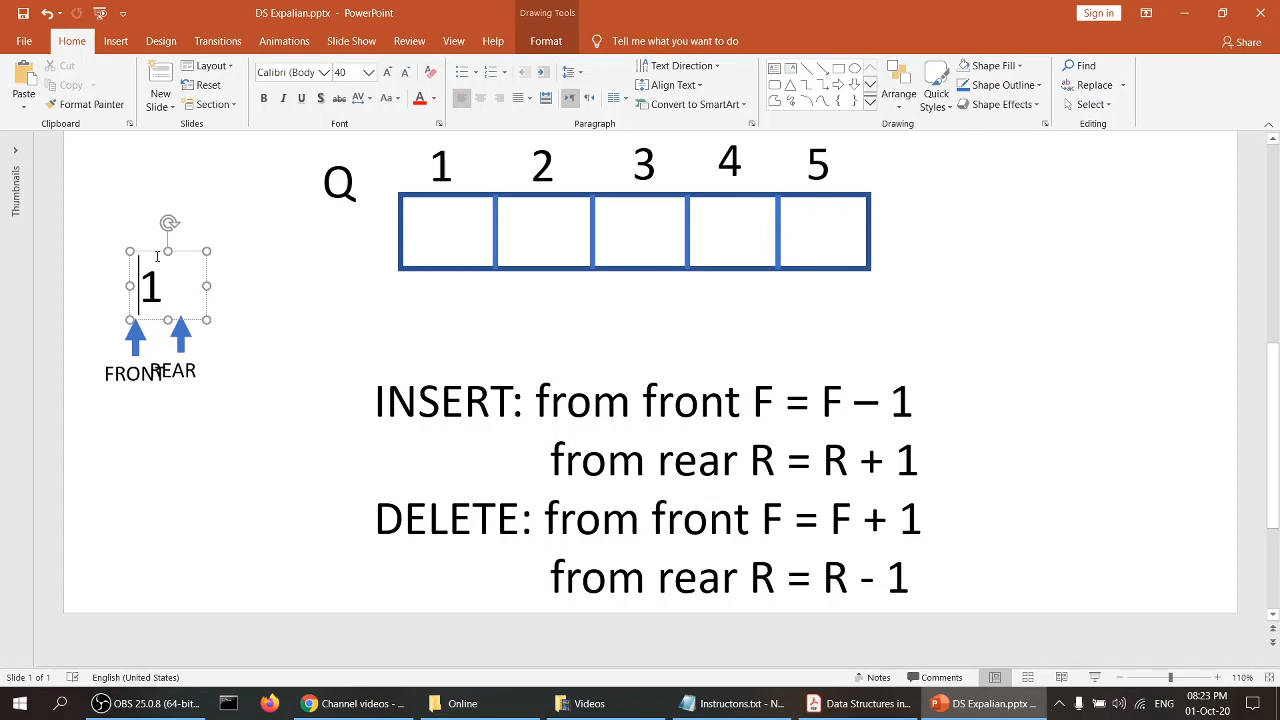 DS Expalian.pptx - PowerPoint
Drawing Tools
Sign in
File Home Insert Design Transitions Animations Slide Show Review View Help Format Tell me what you want to do Share
Paste
Cut
Copy
Format Painter
Clipboard
New Slide
Layout
Reset
Section
Slides
Calibri (Body 40
B I U S abc AV Aa A
Font
Paragraph
Text Direction
Align Text
Convert to SmartArt
Arrange
Quick Styles
Shape Fill
Shape Outline
Shape Effects
Drawing
Find
Replace
Select
Editing
Thumbnails
Q 1 2 3 4 5
1
FRONT REAR
INSERT: from front F = F – 1
from rear R = R + 1
DELETE: from front F = F + 1
from rear R = R - 1
Slide 1 of 1 English (United States) Notes Comments 110%
OBS 25.0.8 (64-bit... Channel videos - ... Online Videos Instructons.txt - N... Data Structures in... DS Expalian.pptx ... ENG 08:23 PM
01-Oct-20